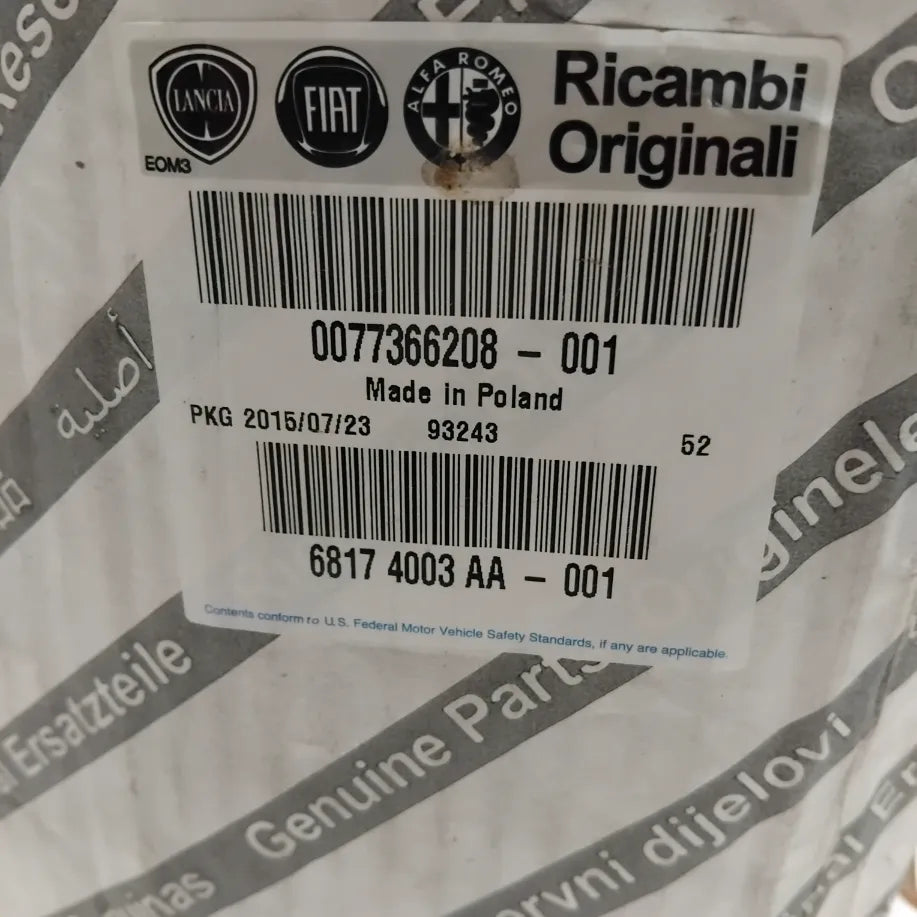 LANCIA
FIAT
ALFA ROMEO
Ricambi
Originali
EOM3
0077366208 - 001
Made in Poland
PKG 2015/07/23 93243 52
6817 4003 AA - 001
Contents conform to U.S. Federal Motor Vehicle Safety Standards, if any are applicable.
أصلية
Ersatzteile
Genuine Parts
dijelovi